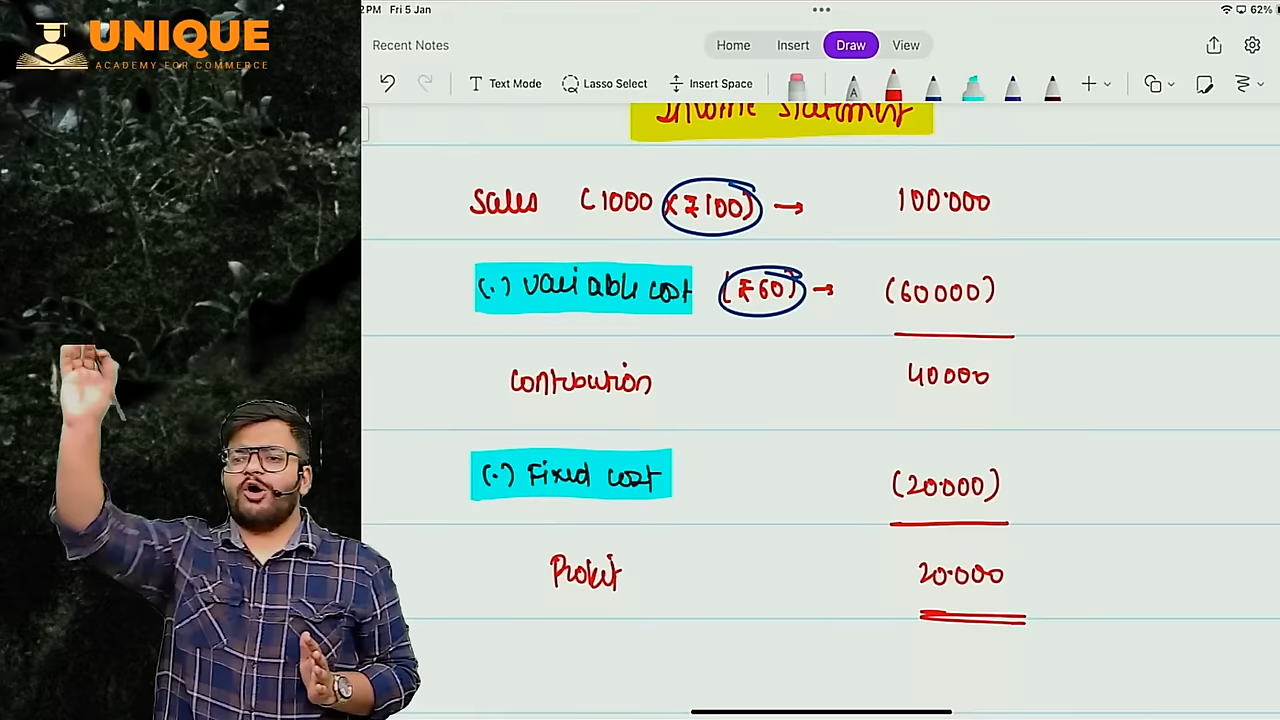 UNIQUE
ACADEMY FOR COMMERCE
2PM Fri 5 Jan
62%
Recent Notes
Home Insert Draw View
Text Mode Lasso Select Insert Space
A
Income Statement
Sales (1000 x ₹100) → 100.000
(-) Variable cost (₹60) → (60000)
Contribution 40000
(-) Fixed cost (20.000)
Profit 20.000